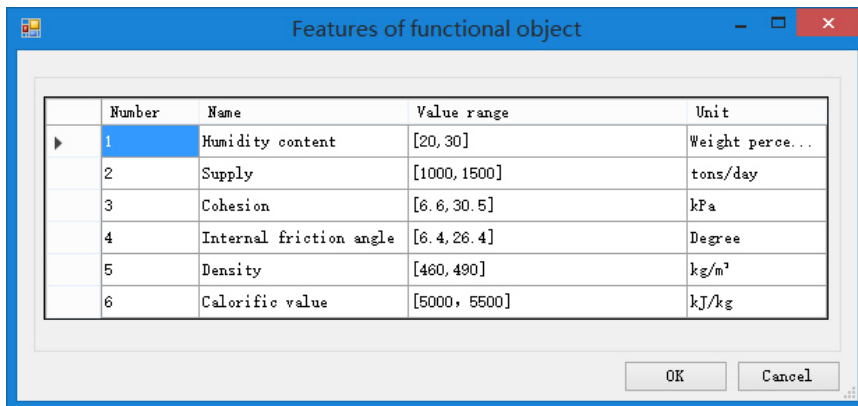 Features of functional object
Number Name Value range Unit
1 Humidity content [20, 30] Weight perce...
2 Supply [1000, 1500] tons/day
3 Cohesion [6.6, 30.5] kPa
4 Internal friction angle [6.4, 26.4] Degree
5 Density [460, 490] kg/m³
6 Calorific value [5000，5500] kJ/kg
OK Cancel